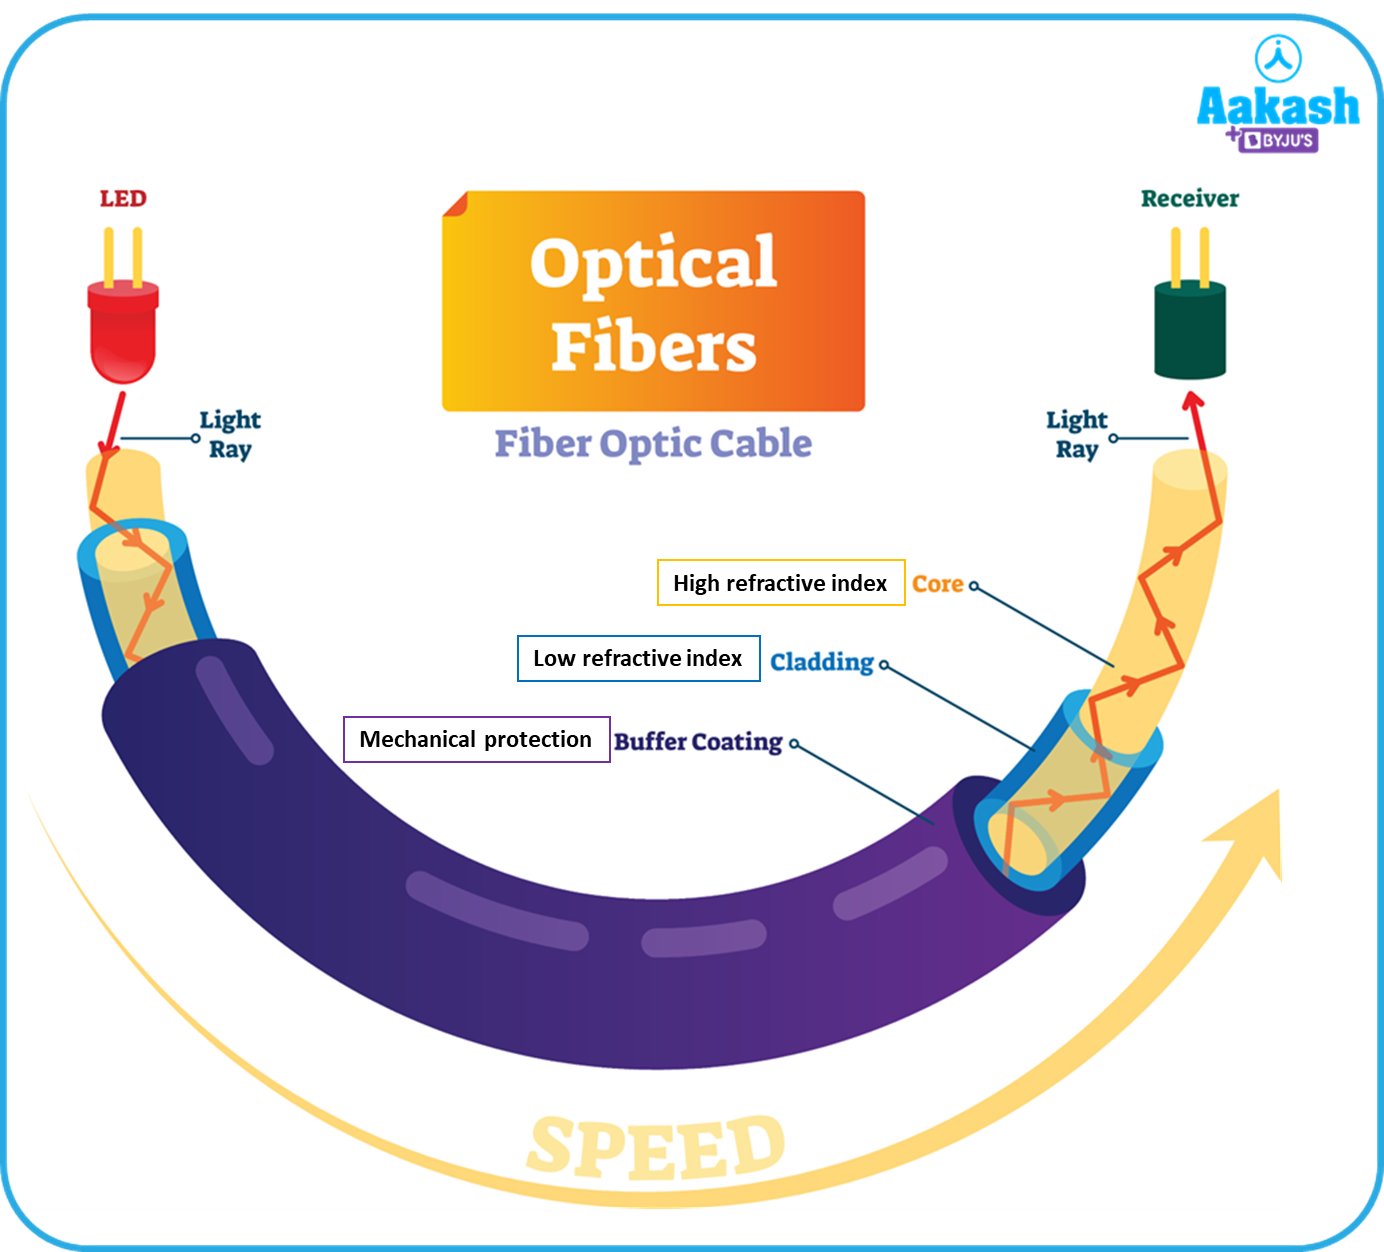 Aakash
+ BYJU'S
LED
Receiver
Optical
Fibers
Fiber Optic Cable
Light
Ray
Light
Ray
High refractive index Core
Low refractive index Cladding
Mechanical protection Buffer Coating
SPEED